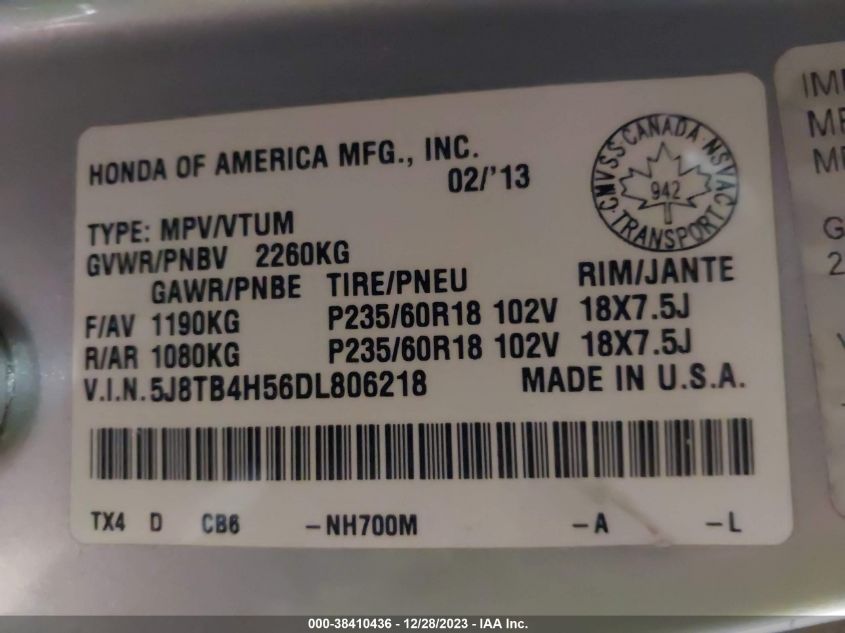 HONDA OF AMERICA MFG., INC.
02/'13
CMVSS CANADA · NSVAC
942
· TRANSPORT ·
TYPE: MPV/VTUM
GVWR/PNBV 2260KG
GAWR/PNBE TIRE/PNEU RIM/JANTE
F/AV 1190KG P235/60R18 102V 18X7.5J
R/AR 1080KG P235/60R18 102V 18X7.5J
V.I.N. 5J8TB4H56DL806218 MADE IN U.S.A.
TX4 D CB6 -NH700M -A -L
000-38410436 - 12/28/2023 - IAA Inc.